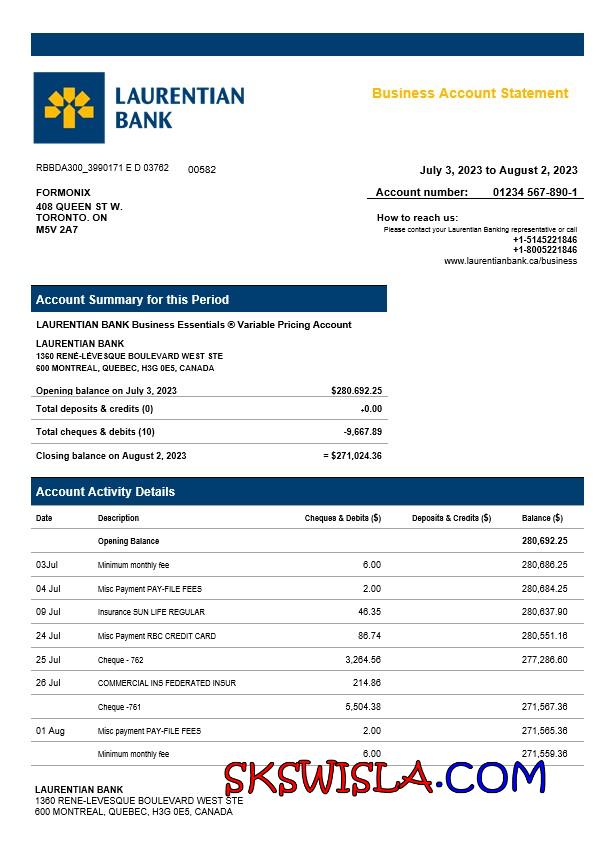 LAURENTIAN
BANK
Business Account Statement
RBBDA300_3990171 E D 03762 00582
July 3, 2023 to August 2, 2023
FORMONIX
408 QUEEN ST W.
TORONTO. ON
M5V 2A7
Account number: 01234 567-890-1
How to reach us:
Please contact your Laurentian Banking representative or call
+1-5145221846
+1-8005221846
www.laurentianbank.ca/business
Account Summary for this Period
LAURENTIAN BANK Business Essentials ® Variable Pricing Account
LAURENTIAN BANK
1360 RENÉ-LÉVESQUE BOULEVARD WEST STE
600 MONTREAL, QUEBEC, H3G 0E5, CANADA
Opening balance on July 3, 2023 $280.692.25
Total deposits & credits (0) +0.00
Total cheques & debits (10) -9,667.89
Closing balance on August 2, 2023 = $271,024.36
Account Activity Details
Date Description Cheques & Debits ($) Deposits & Credits ($) Balance ($)
Opening Balance 280,692.25
03Jul Minimum monthly fee 6.00 280,686.25
04 Jul Misc Payment PAY-FILE FEES 2.00 280,684.25
09 Jul Insurance SUN LIFE REGULAR 46.35 280,637.90
24 Jul Misc Payment RBC CREDIT CARD 86.74 280,551.16
25 Jul Cheque - 762 3,264.56 277,286.60
26 Jul COMMERCIAL INS FEDERATED INSUR 214.86
Cheque -761 5,504.38 271,567.36
01 Aug Misc payment PAY-FILE FEES 2.00 271,565.36
Minimum monthly fee 6.00 271,559.36
SKSWISLA.COM
LAURENTIAN BANK
1360 RENE-LEVESQUE BOULEVARD WEST STE
600 MONTREAL, QUEBEC, H3G 0E5, CANADA